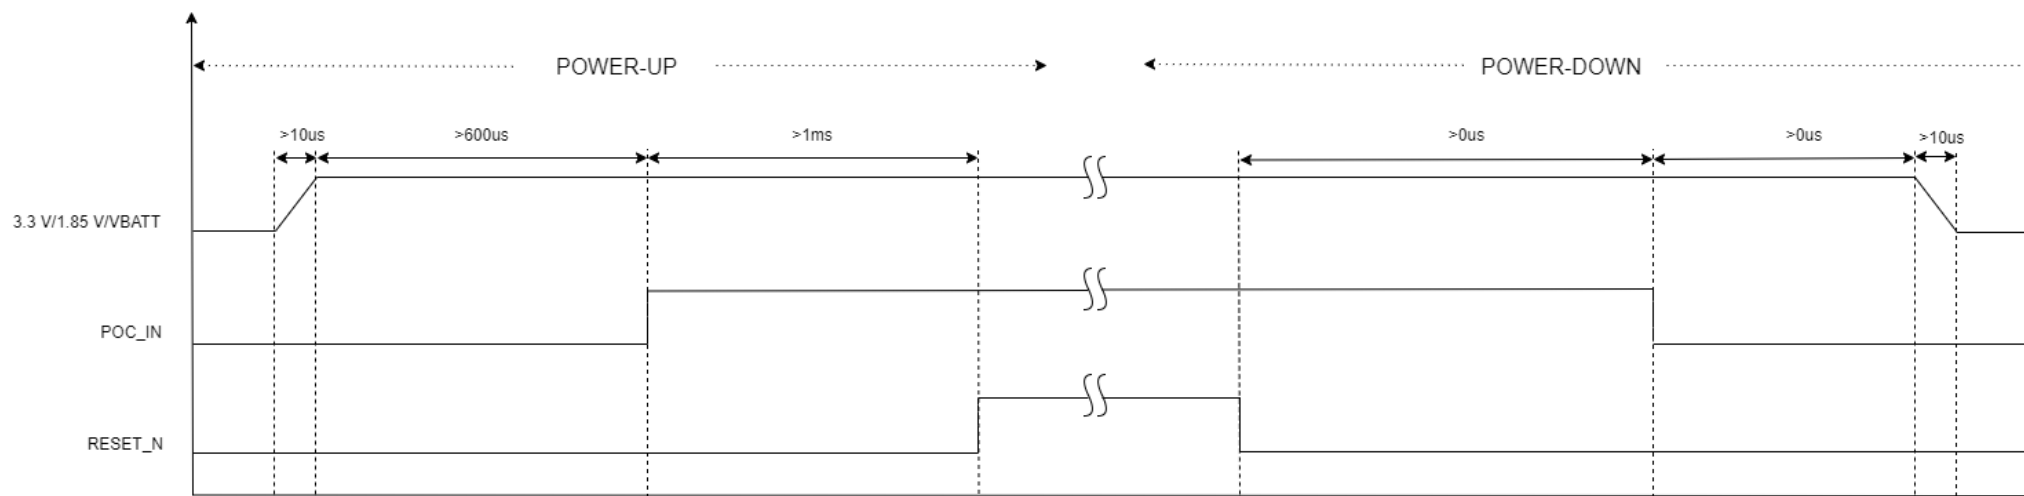 POWER-UP
POWER-DOWN
>10us
>600us
>1ms
>0us
>0us
>10us
3.3 V/1.85 V/VBATT
POC_IN
RESET_N